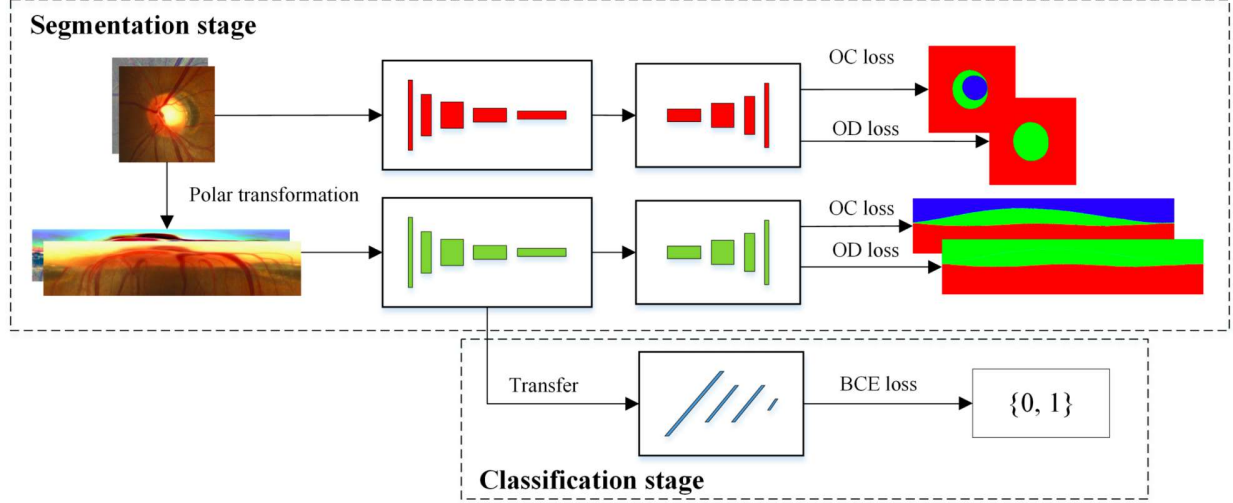 Segmentation stage
OC loss
OD loss
Polar transformation
OC loss
OD loss
Transfer
BCE loss
{0, 1}
Classification stage